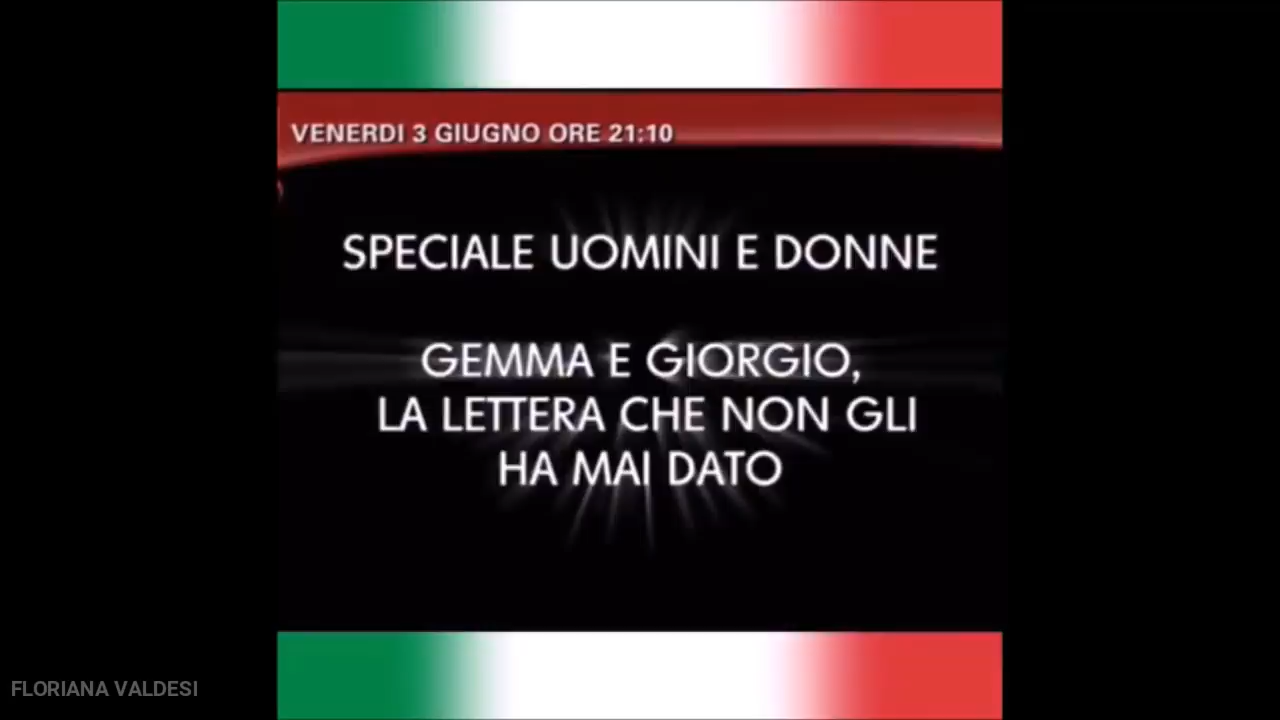 VENERDI 3 GIUGNO ORE 21:10
SPECIALE UOMINI E DONNE
GEMMA E GIORGIO,
LA LETTERA CHE NON GLI
HA MAI DATO
FLORIANA VALDESI